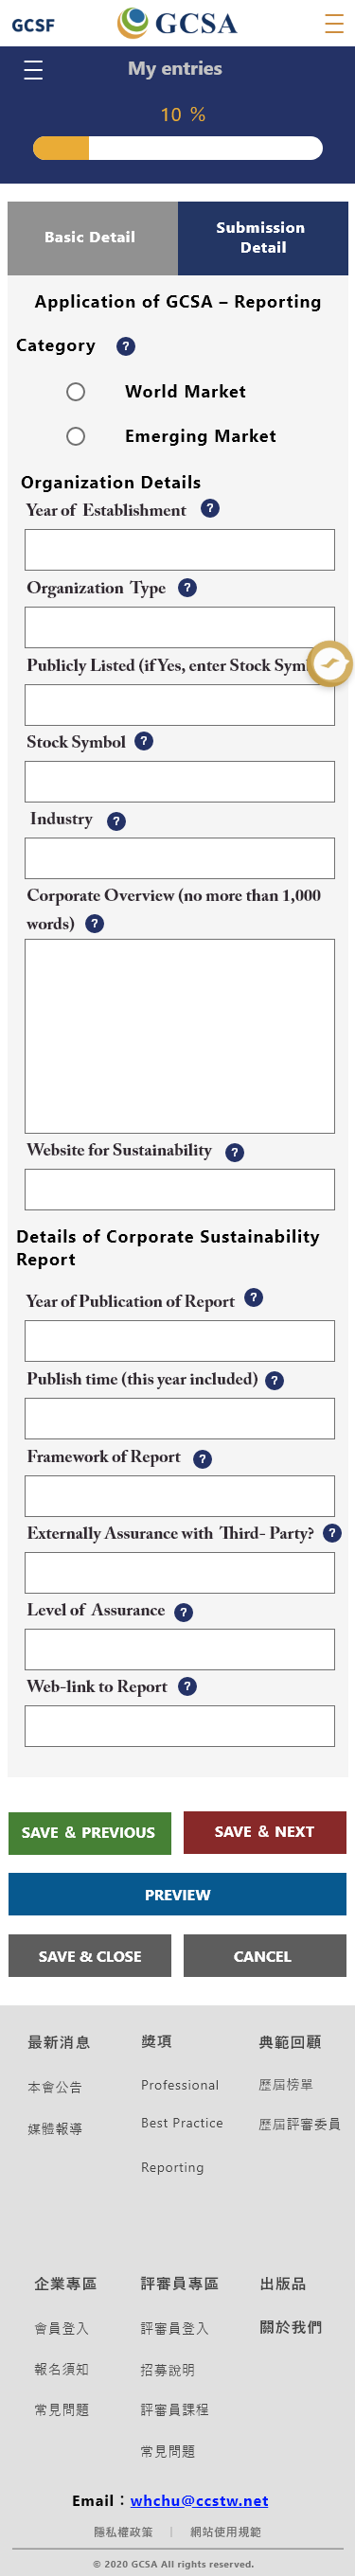 GCSF
GCSA
My entries
10 %
Basic Detail
Submission
Detail
Application of GCSA – Reporting
Category ?
World Market
Emerging Market
Organization Details
Year of Establishment ?
Organization Type ?
Publicly Listed (if Yes, enter Stock Sym
Stock Symbol ?
Industry ?
Corporate Overview (no more than 1,000
words) ?
Website for Sustainability ?
Details of Corporate Sustainability
Report
Year of Publication of Report ?
Publish time (this year included) ?
Framework of Report ?
Externally Assurance with Third- Party? ?
Level of Assurance ?
Web-link to Report ?
SAVE & PREVIOUS
SAVE & NEXT
PREVIEW
SAVE & CLOSE
CANCEL
最新消息
本會公告
媒體報導
獎項
Professional
Best Practice
Reporting
典範回顧
歷屆榜單
歷屆評審委員
企業專區
會員登入
報名須知
常見問題
評審員專區
評審員登入
招募說明
評審員課程
常見問題
出版品
關於我們
Email：whchu@ccstw.net
隱私權政策 | 網站使用規範
© 2020 GCSA All rights reserved.